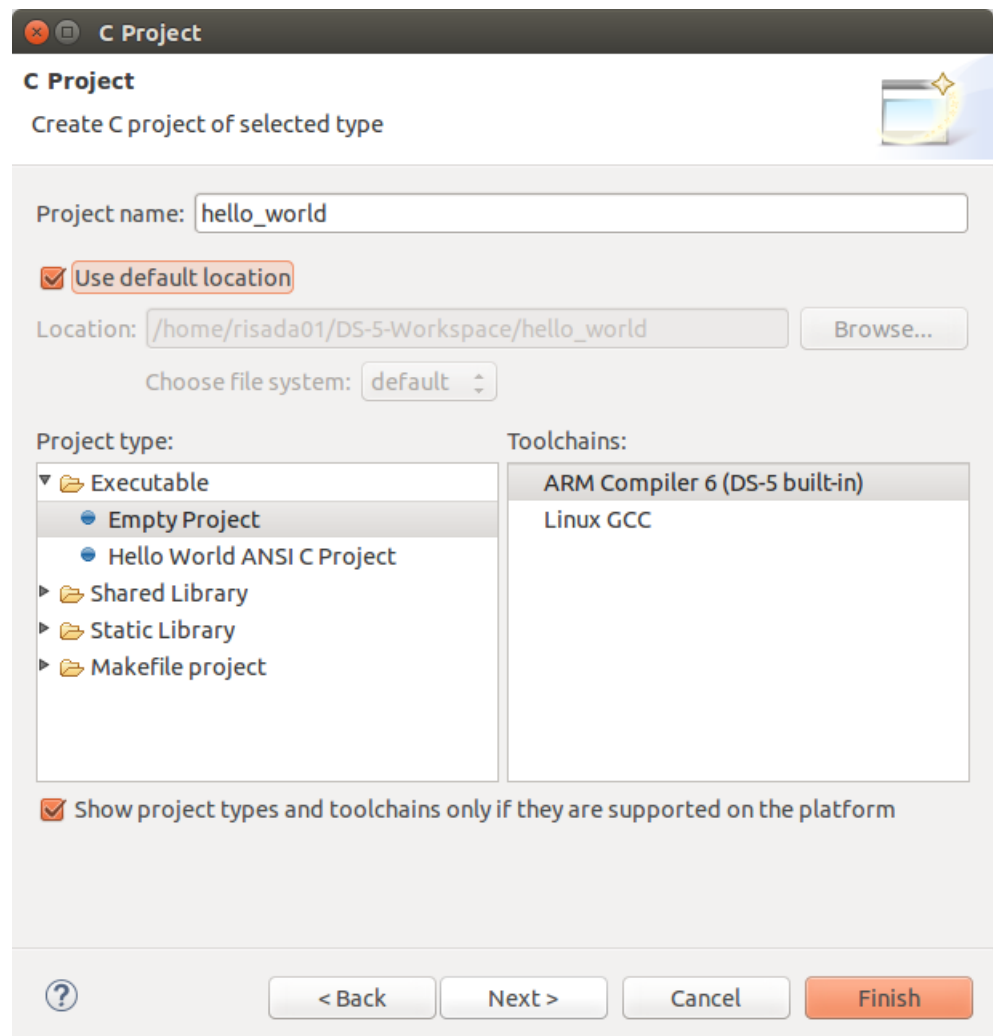 C Project
C Project
Create C project of selected type
Project name: hello_world
Use default location
Location: /home/risada01/DS-5-Workspace/hello_world Browse...
Choose file system: default
Project type: Toolchains:
Executable ARM Compiler 6 (DS-5 built-in)
Empty Project Linux GCC
Hello World ANSI C Project
Shared Library
Static Library
Makefile project
Show project types and toolchains only if they are supported on the platform
? < Back Next > Cancel Finish